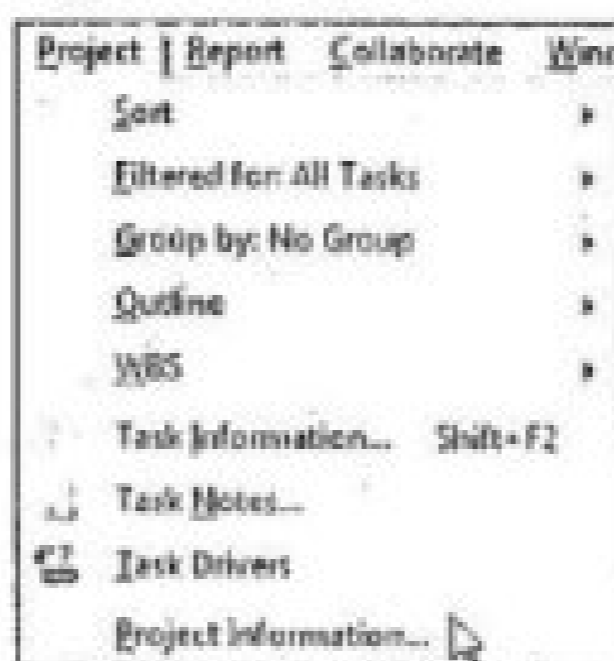 Project Report Collaborate Wind
Sort
Filtered for: All Tasks
Group by: No Group
Outline
WBS
Task Information... Shift+F2
Task Notes...
Task Drivers
Project Information...